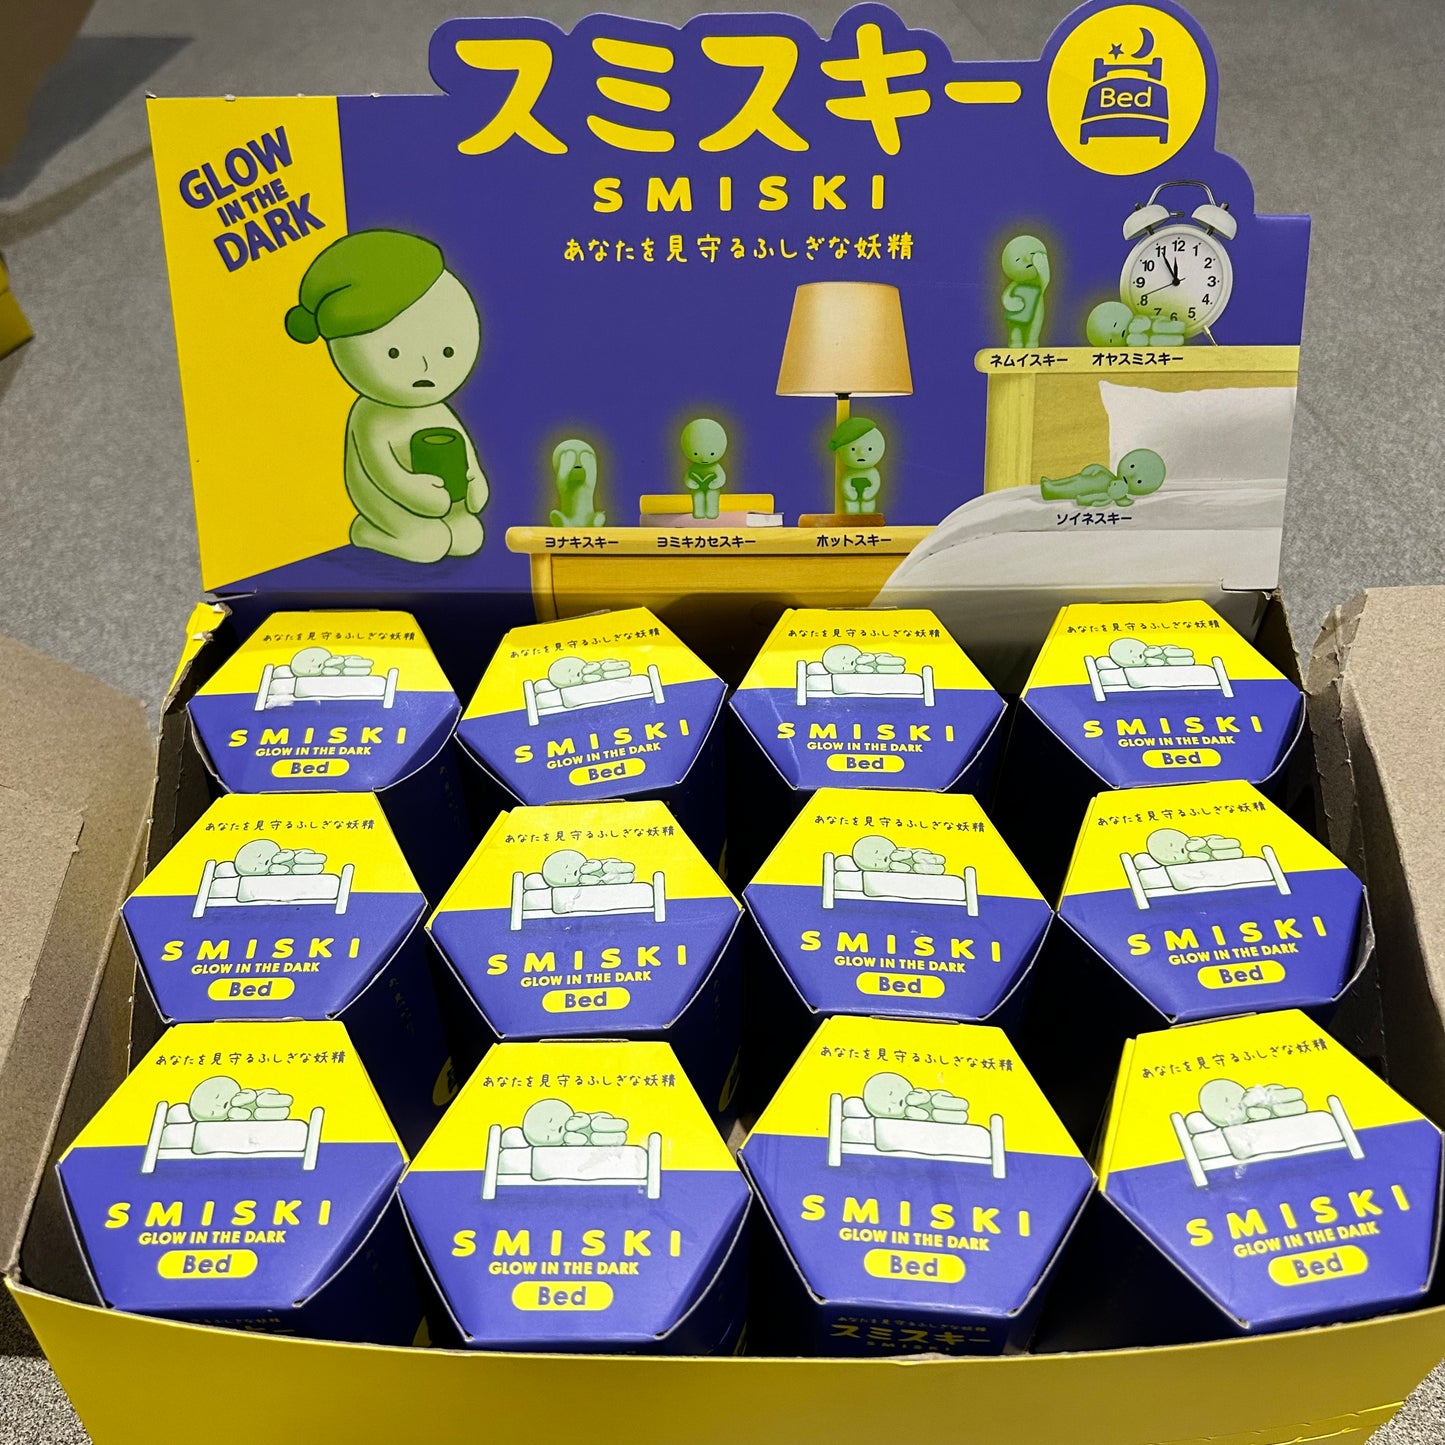 スミスキー
Bed
GLOW
IN THE
DARK
SMISKI
あなたを見守るふしぎな妖精
11 12 1
10 2
9 3
8 4
7 6 5
ネムイスキー オヤスミスキー
ソイネスキー
ヨナキスキー ヨミキカセスキー ホットスキー
あなたを見守るふしぎな妖精
SMISKI
GLOW IN THE DARK
Bed
あなたを見守るふしぎな妖精
SMISKI
GLOW IN THE DARK
Bed
あなたを見守るふしぎな妖精
SMISKI
GLOW IN THE DARK
Bed
あなたを見守るふしぎな妖精
SMISKI
GLOW IN THE DARK
Bed
あなたを見守るふしぎな妖精
SMISKI
GLOW IN THE DARK
Bed
あなたを見守るふしぎな妖精
SMISKI
GLOW IN THE DARK
Bed
あなたを見守るふしぎな妖精
SMISKI
GLOW IN THE DARK
Bed
あなたを見守るふしぎな妖精
SMISKI
GLOW IN THE DARK
Bed
あなたを見守るふしぎな妖精
SMISKI
GLOW IN THE DARK
Bed
あなたを見守るふしぎな妖精
SMISKI
GLOW IN THE DARK
Bed
あなたを見守るふしぎな妖精
SMISKI
GLOW IN THE DARK
Bed
あなたを見守るふしぎな妖精
SMISKI
GLOW IN THE DARK
Bed
あなたを見守るふしぎな妖精
スミスキー
SMISKI